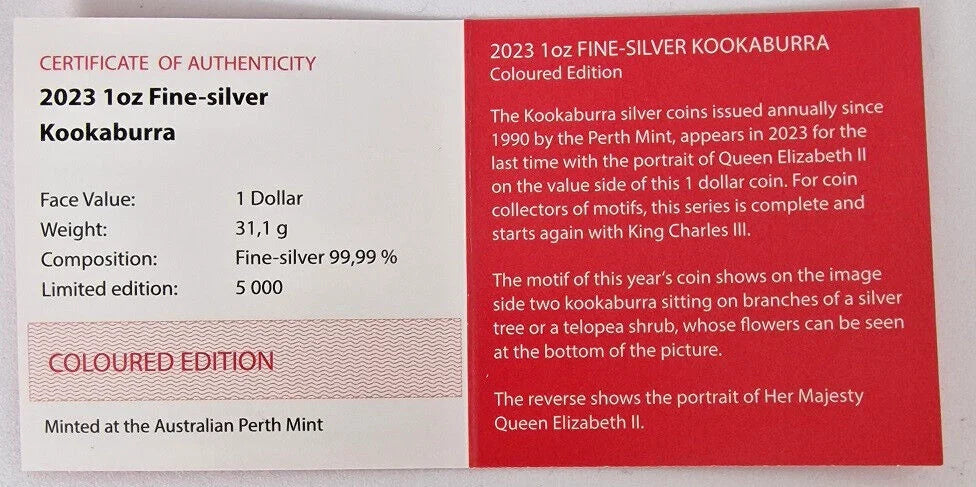 CERTIFICATE OF AUTHENTICITY
2023 1oz Fine-silver
Kookaburra
Face Value: 1 Dollar
Weight: 31,1 g
Composition: Fine-silver 99,99 %
Limited edition: 5 000
COLOURED EDITION
Minted at the Australian Perth Mint
2023 1oz FINE-SILVER KOOKABURRA
Coloured Edition
The Kookaburra silver coins issued annually since
1990 by the Perth Mint, appears in 2023 for the
last time with the portrait of Queen Elizabeth II
on the value side of this 1 dollar coin. For coin
collectors of motifs, this series is complete and
starts again with King Charles III.
The motif of this year's coin shows on the image
side two kookaburra sitting on branches of a silver
tree or a telopea shrub, whose flowers can be seen
at the bottom of the picture.
The reverse shows the portrait of Her Majesty
Queen Elizabeth II.